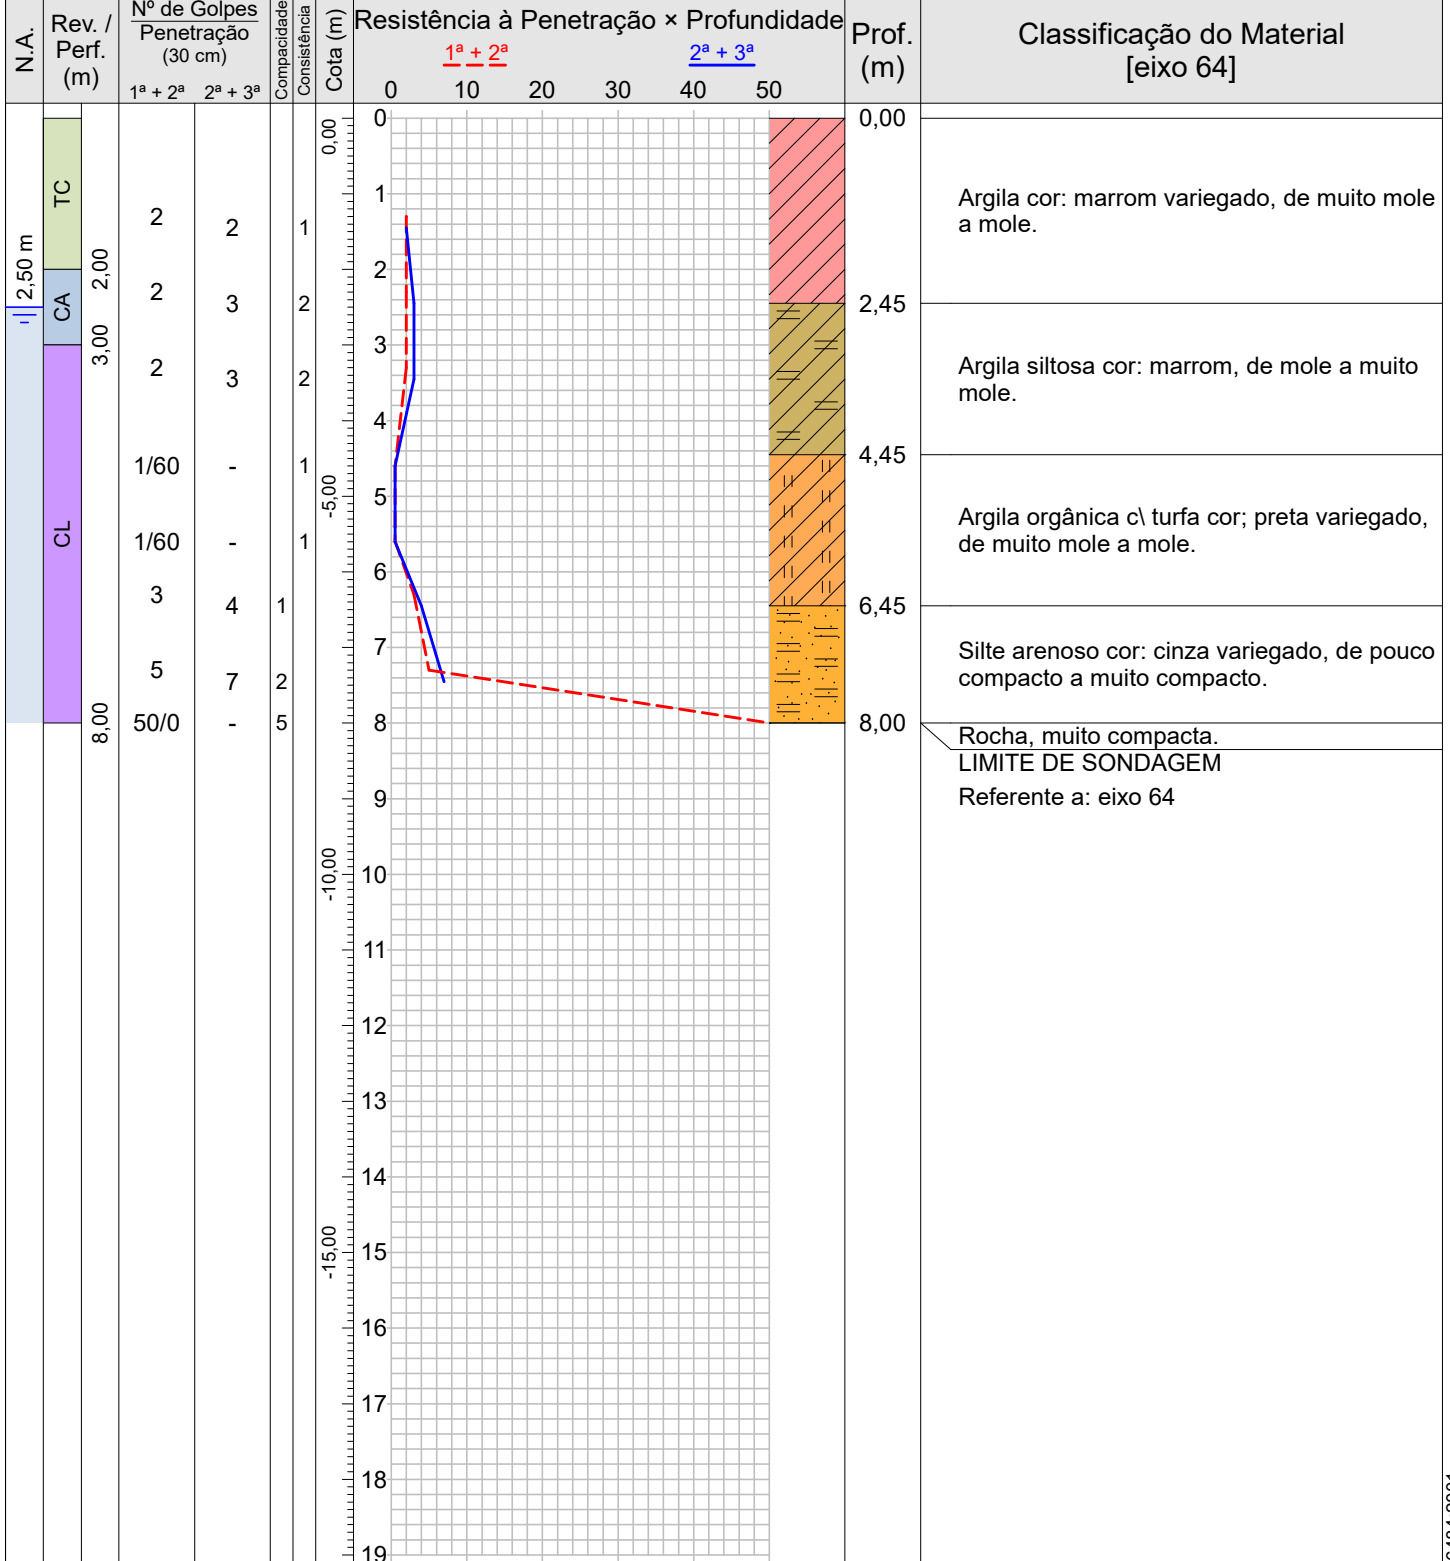 N.A.
Rev. /
Perf.
(m)
Nº de Golpes
Penetração
(30 cm)
1ª + 2ª 2ª + 3ª
Compacidade
Consistência
Cota (m)
Resistência à Penetração × Profundidade
1ª + 2ª 2ª + 3ª
0 10 20 30 40 50
Prof.
(m)
Classificação do Material
[eixo 64]
2,50 m
TC
CA
CL
2,00
3,00
8,00
2 2 1
2 3 2
2 3 2
1/60 - 1
1/60 - 1
3 4 1
5 7 2
50/0 - 5
0,00
-5,00
-10,00
-15,00
0
1
2
3
4
5
6
7
8
9
10
11
12
13
14
15
16
17
18
19
0,00
2,45
4,45
6,45
8,00
Argila cor: marrom variegado, de muito mole
a mole.
Argila siltosa cor: marrom, de mole a muito
mole.
Argila orgânica c\ turfa cor; preta variegado,
de muito mole a mole.
Silte arenoso cor: cinza variegado, de pouco
compacto a muito compacto.
Rocha, muito compacta.
LIMITE DE SONDAGEM
Referente a: eixo 64